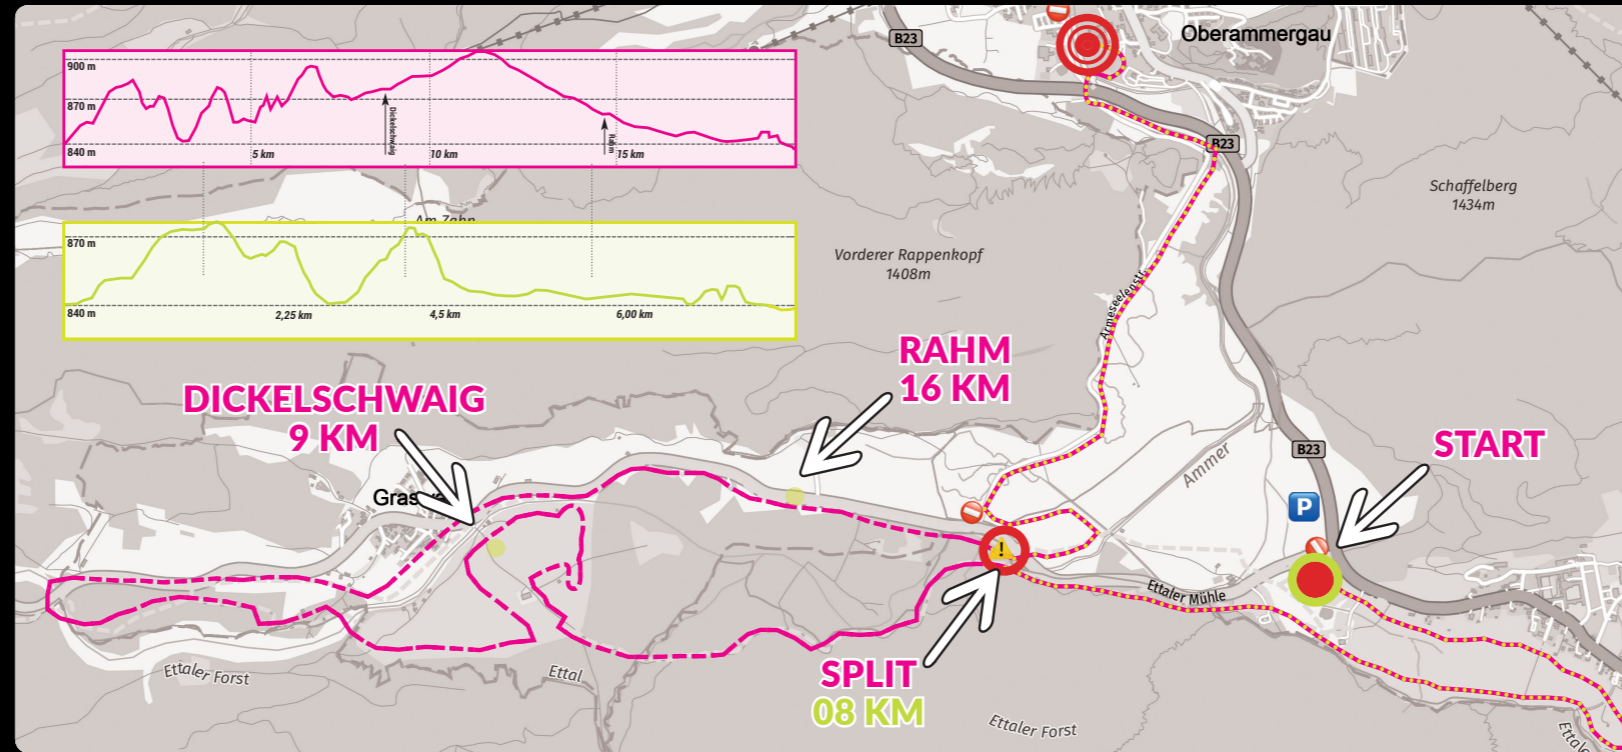 B23
Oberammergau
900 m
870 m
840 m
Dickelschwaig
Rahm
5 km
10 km
15 km
B23
Schaffelberg
1434m
Am Zahn
870 m
840 m
2,25 km
4,5 km
6,00 km
Vorderer Rappenkopf
1408m
Armeseelenstr.
RAHM
16 KM
DICKELSCHWAIG
9 KM
START
B23
Ammer
P
!
Ettaler Mühle
SPLIT
08 KM
Ettaler Forst
Ettal
Ettaler Forst